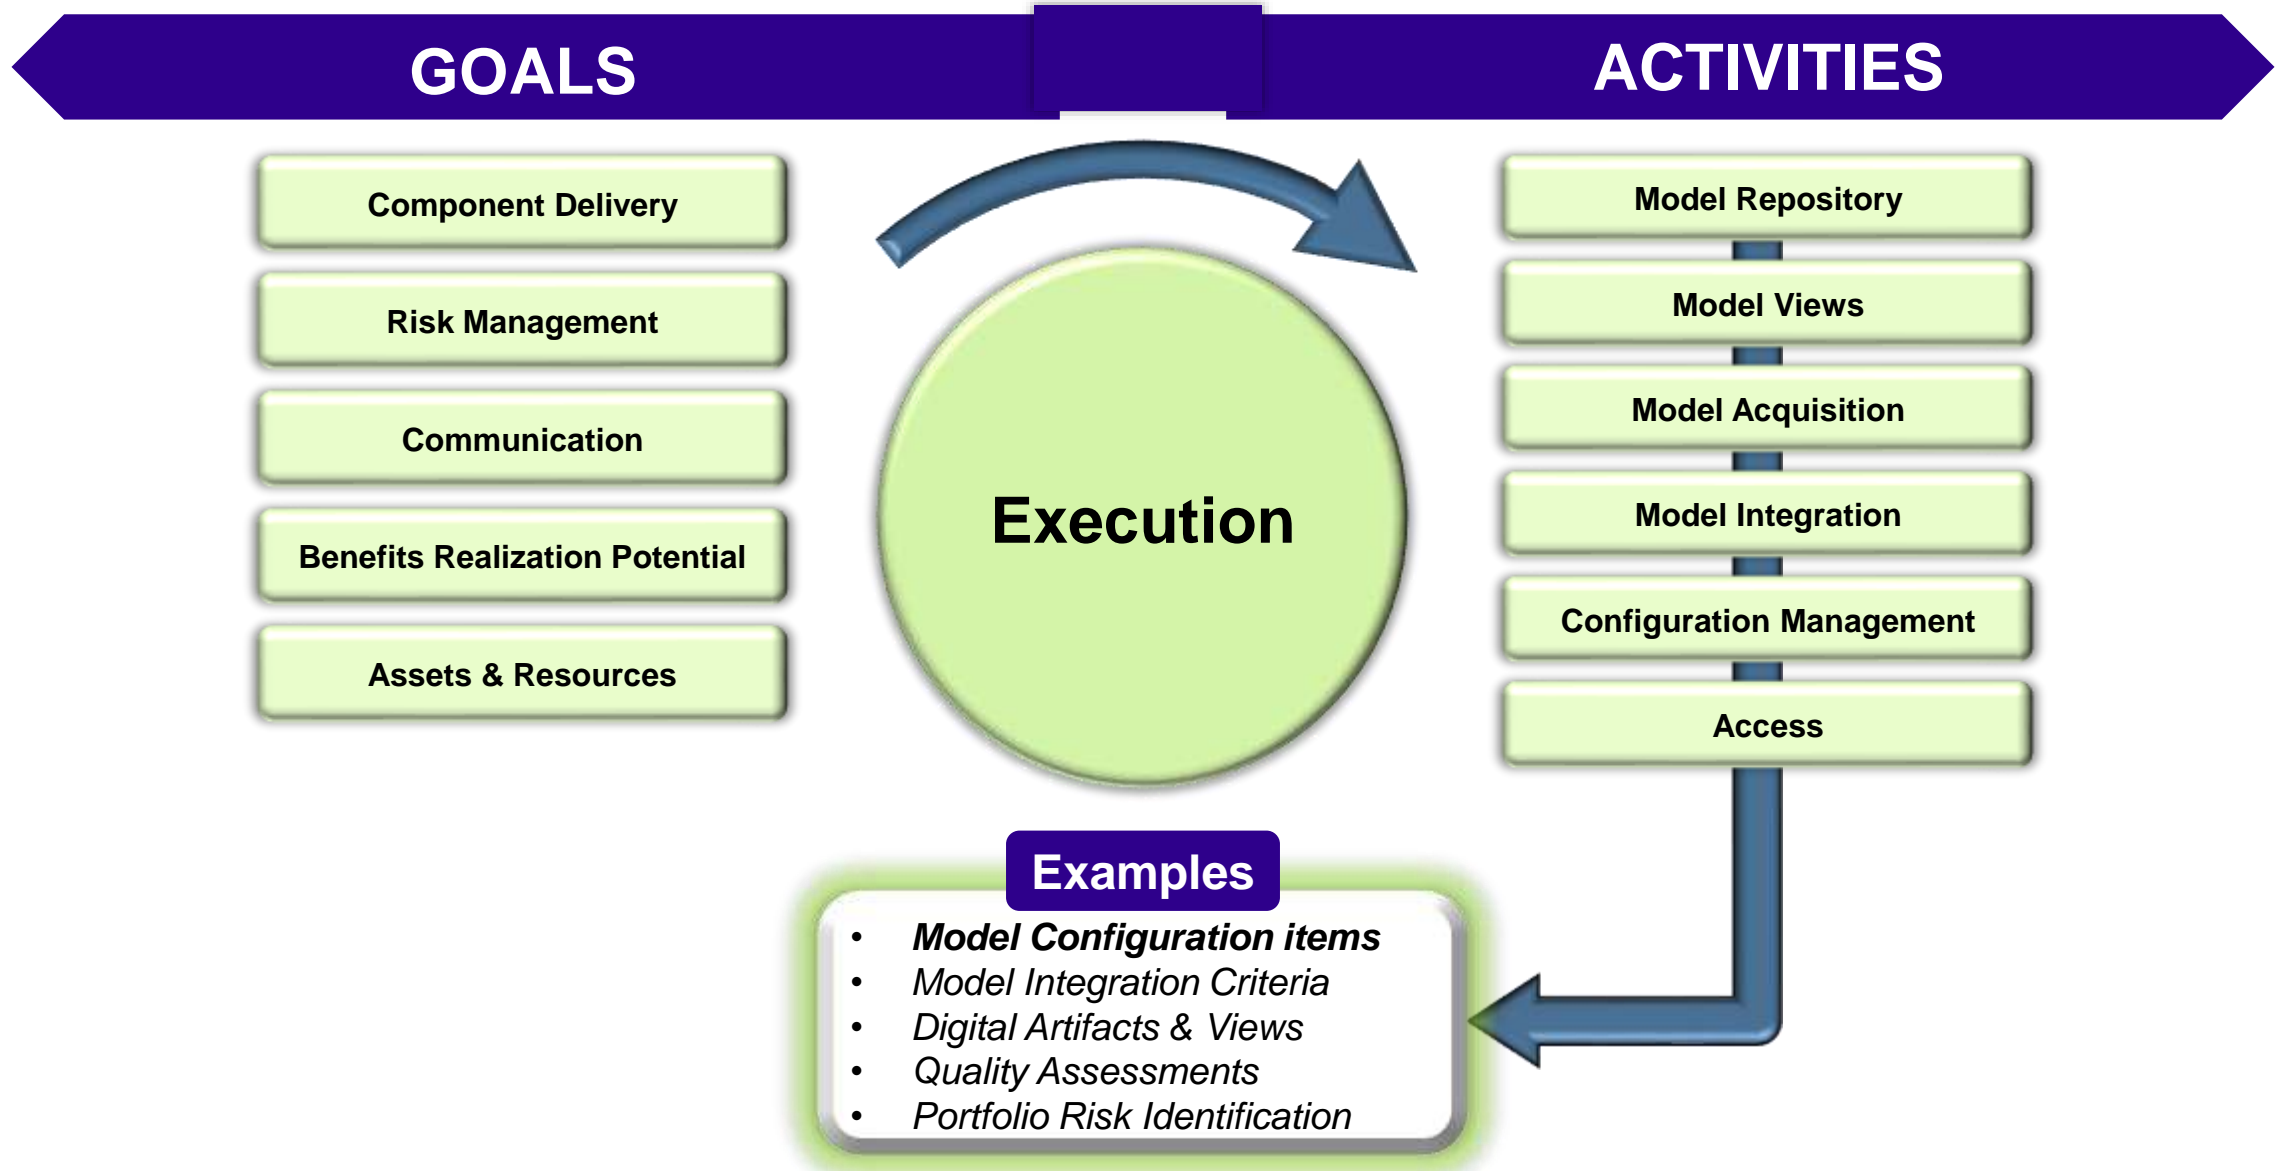 GOALS
ACTIVITIES
Component Delivery
Risk Management
Communication
Benefits Realization Potential
Assets & Resources
Execution
Model Repository
Model Views
Model Acquisition
Model Integration
Configuration Management
Access
Examples
• Model Configuration items
• Model Integration Criteria
• Digital Artifacts & Views
• Quality Assessments
• Portfolio Risk Identification